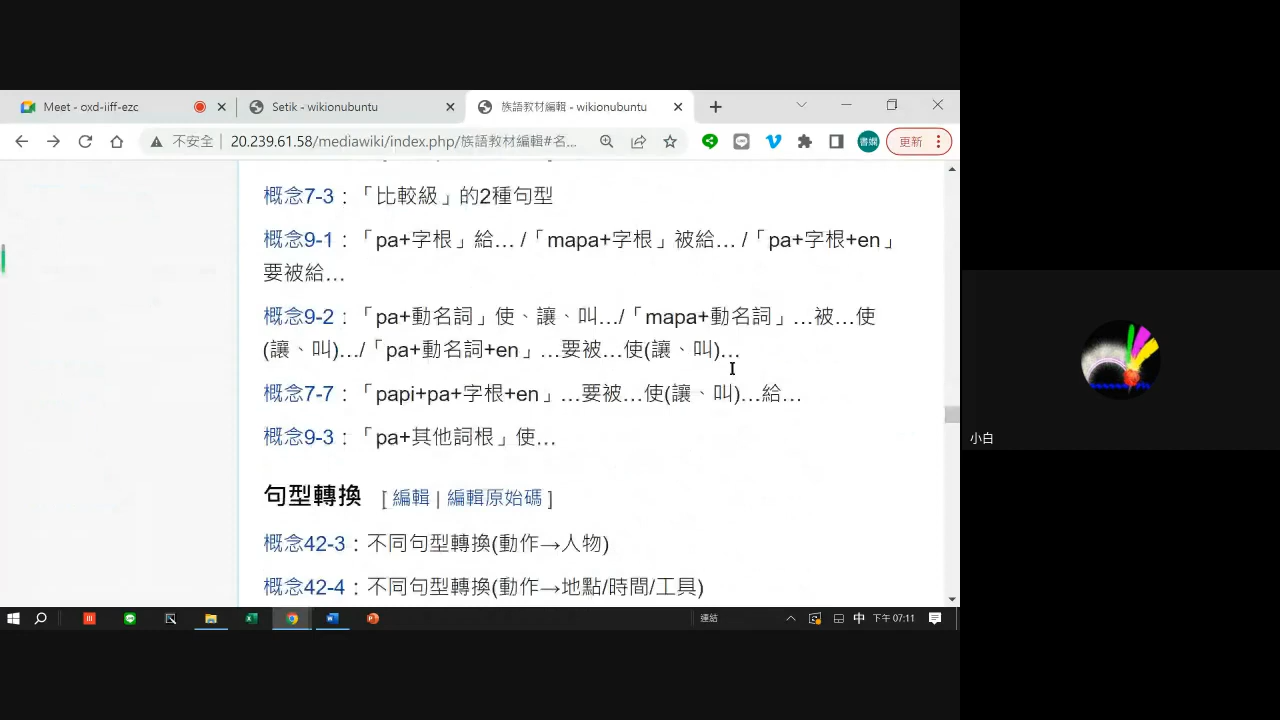 Meet - oxd-iiff-ezc
Setik - wikionubuntu
族語教材編輯 - wikionubuntu
不安全
20.239.61.58/mediawiki/index.php/族語教材編輯#名...
書嫻
更新
概念7-3：「比較級」的2種句型
概念9-1：「pa+字根」給… /「mapa+字根」被給… /「pa+字根+en」
要被給…
概念9-2：「pa+動名詞」使、讓、叫…/「mapa+動名詞」…被…使
(讓、叫)…/「pa+動名詞+en」…要被…使(讓、叫)…
概念7-7：「papi+pa+字根+en」…要被…使(讓、叫)…給…
概念9-3：「pa+其他詞根」使…
句型轉換 [ 編輯 | 編輯原始碼 ]
概念42-3：不同句型轉換(動作→人物)
概念42-4：不同句型轉換(動作→地點/時間/工具)
小白
連結
中
下午 07:11